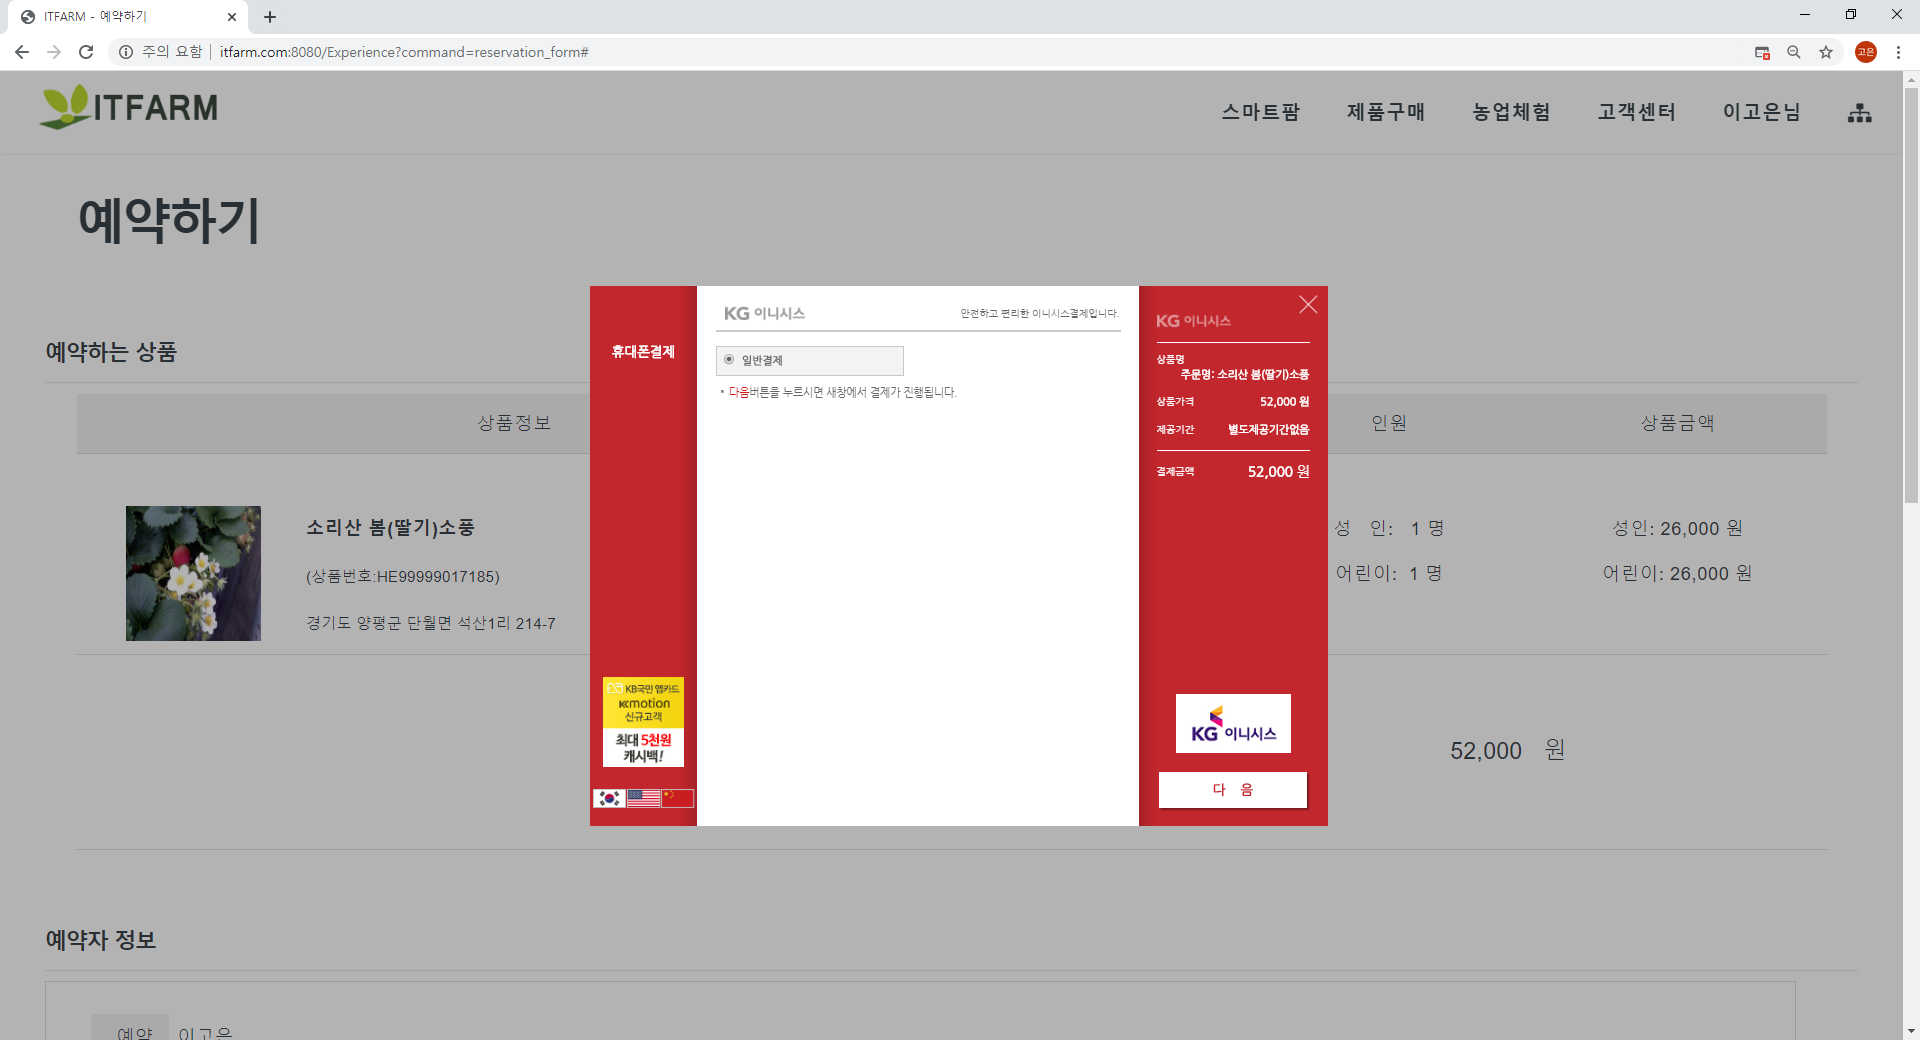 ITFARM - 예약하기
주의 요함 | itfarm.com:8080/Experience?command=reservation_form#
고은
ITFARM
스마트팜 제품구매 농업체험 고객센터 이고은님
예약하기
예약하는 상품
상품정보 인원 상품금액
소리산 봄(딸기)소풍
(상품번호:HE99999017185)
경기도 양평군 단월면 석산1리 214-7
성 인: 1 명
어린이: 1 명
성인: 26,000 원
어린이: 26,000 원
52,000 원
휴대폰결제
KB국민 앱카드
K-motion
신규고객
최대 5천원
캐시백!
KG 이니시스
안전하고 편리한 이니시스결제입니다.
일반결제
다음버튼을 누르시면 새창에서 결제가 진행됩니다.
KG 이니시스
상품명
주문명: 소리산 봄(딸기)소풍
상품가격 52,000 원
제공기간 별도제공기간없음
결제금액 52,000 원
KG 이니시스
다 음
예약자 정보
예약 이고은